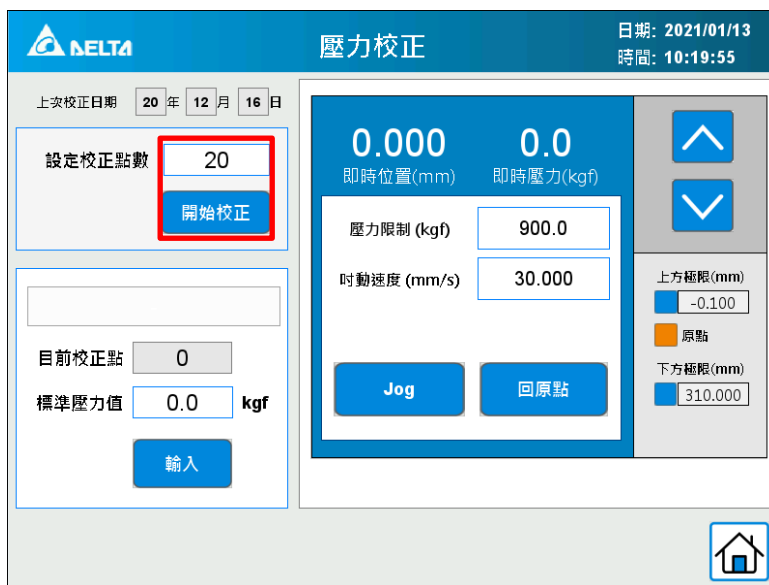 DELTA
壓力校正
日期: 2021/01/13
時間: 10:19:55
上次校正日期 20 年 12 月 16 日
設定校正點數 20
開始校正
目前校正點 0
標準壓力值 0.0 kgf
輸入
0.000 0.0
即時位置(mm) 即時壓力(kgf)
壓力限制 (kgf) 900.0
吋動速度 (mm/s) 30.000
Jog 回原點
上方極限(mm)
-0.100
原點
下方極限(mm)
310.000